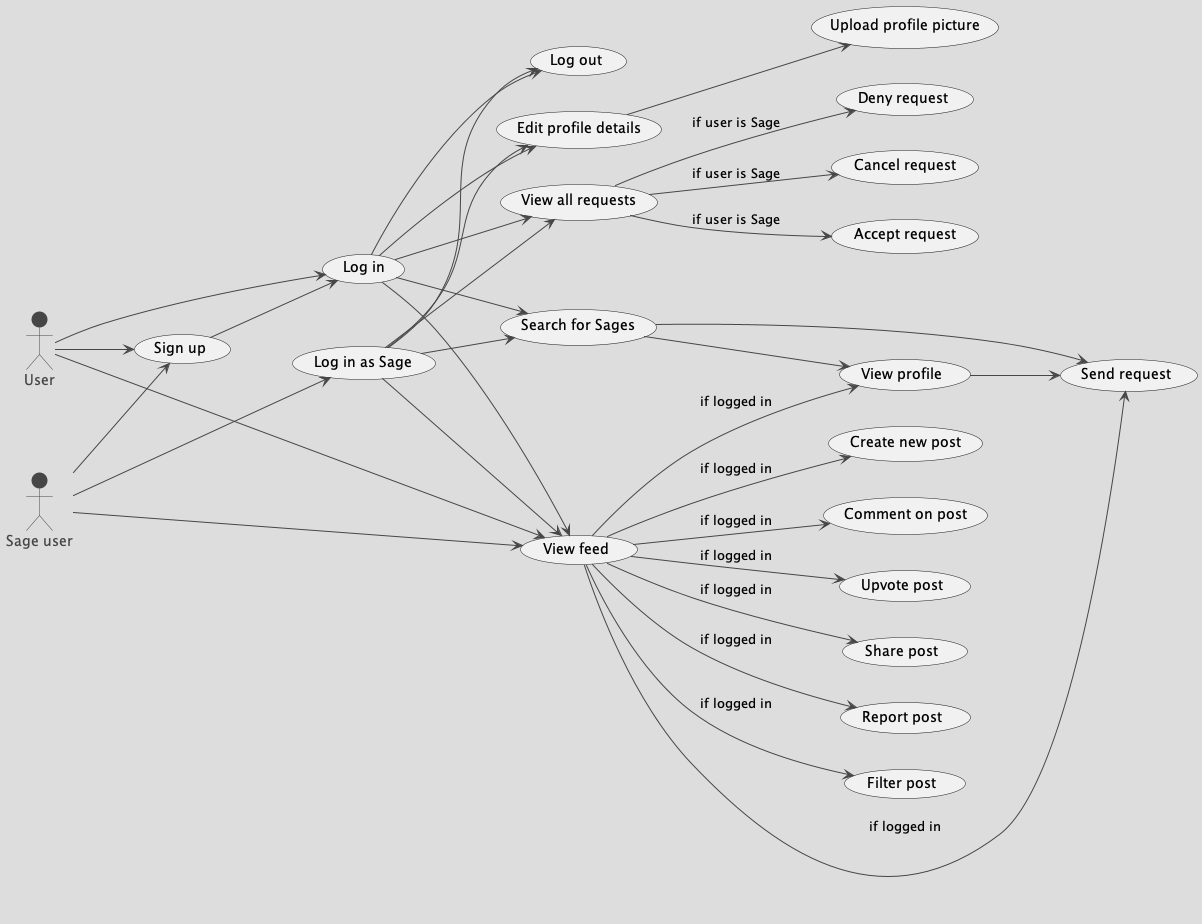 Upload profile picture
Log out
Deny request
Edit profile details
if user is Sage
Cancel request
if user is Sage
View all requests
if user is Sage
Accept request
Log in
Search for Sages
Sign up
Log in as Sage
User
View profile
Send request
if logged in
Create new post
if logged in
Comment on post
if logged in
Sage user
View feed
if logged in
Upvote post
if logged in
Share post
if logged in
Report post
if logged in
Filter post
if logged in